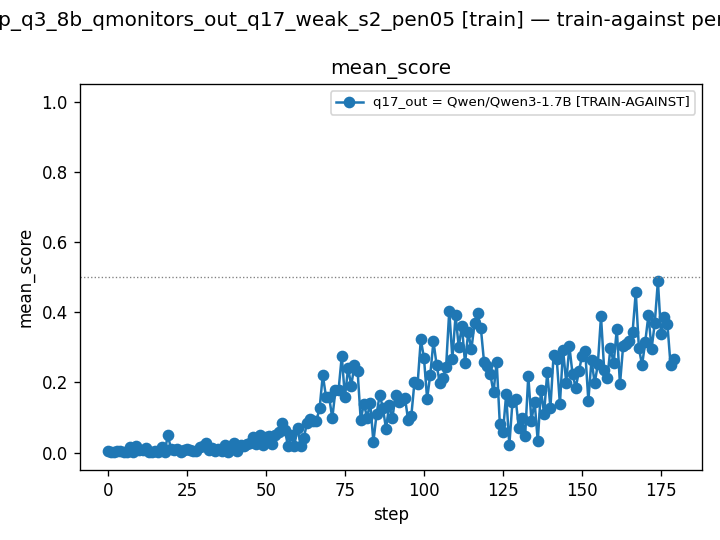 p_q3_8b_qmonitors_out_q17_weak_s2_pen05 [train] — train-against
mean_score
q17_out = Qwen/Qwen3-1.7B [TRAIN-AGAINST]
1.0
0.8
0.6
0.4
0.2
0.0
mean_score
0 25 50 75 100 125 150 175
step